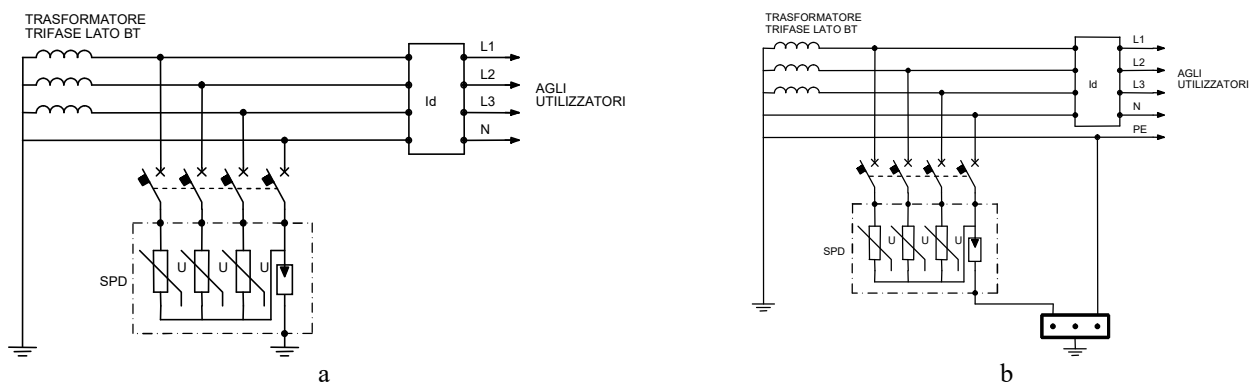 TRASFORMATORE
TRIFASE LATO BT
L1
L2
L3
N
Id
AGLI
UTILIZZATORI
SPD
U
U
a
TRASFORMATORE
TRIFASE LATO BT
L1
L2
L3
N
PE
Id
AGLI
UTILIZZATORI
SPD
U
U
U
b